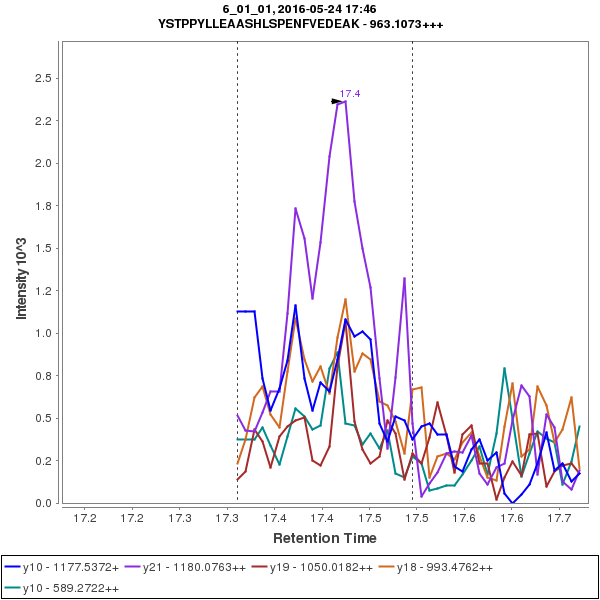 6_01_01, 2016-05-24 17:46
YSTPPYLLEAASHLSPENFVEDEAK - 963.1073+++
Intensity 10^3
2.5
2.2
2.0
1.8
1.5
1.2
1.0
0.8
0.5
0.2
0.0
17.4
17.2 17.2 17.3 17.3 17.4 17.4 17.5 17.5 17.6 17.6 17.7
Retention Time
y10 - 1177.5372+ y21 - 1180.0763++ y19 - 1050.0182++ y18 - 993.4762++
y10 - 589.2722++